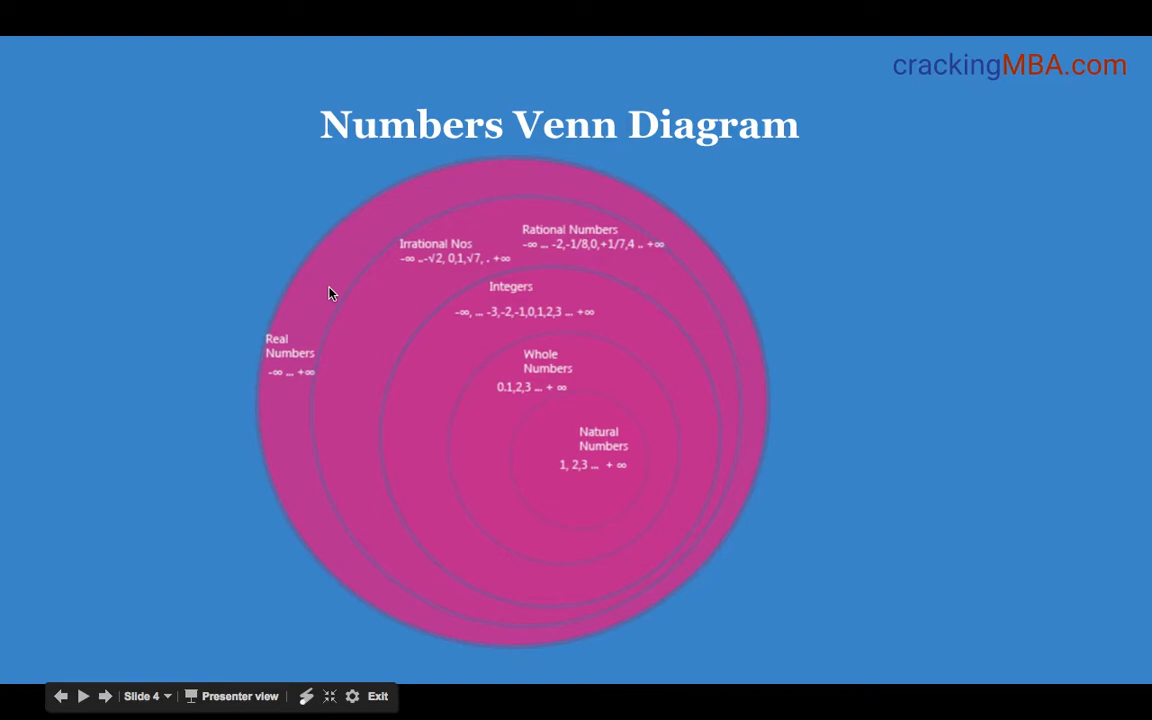 crackingMBA.com
Numbers Venn Diagram
Rational Numbers
-∞ ... -2,-1/8,0,+1/7,4 .. +∞
Irrational Nos
-∞ ..-√2, 0,1,√7, . +∞
Integers
-∞, ... -3,-2,-1,0,1,2,3 ... +∞
Real
Numbers
-∞ ... +∞
Whole
Numbers
0.1,2,3 ... + ∞
Natural
Numbers
1, 2,3 ... + ∞
Slide 4
Presenter view
Exit